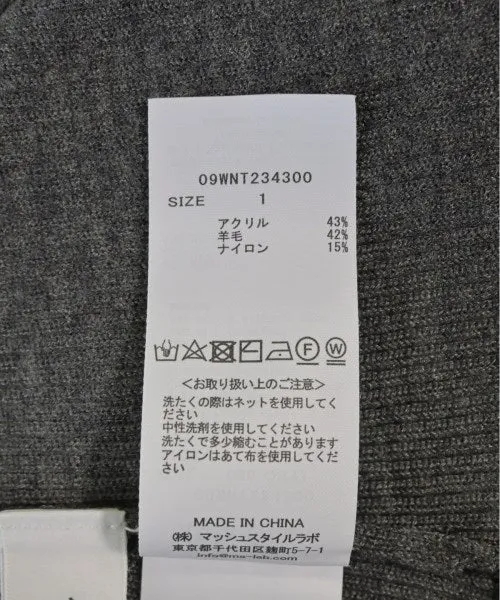 09WNT234300
SIZE 1
アクリル 43%
羊毛 42%
ナイロン 15%
F W
<お取り扱い上のご注意>
洗たくの際はネットを使用してく
ださい
中性洗剤を使用してください
洗たくで多少縮むことがあります
アイロンはあて布を使用してくだ
さい
MADE IN CHINA
(株) マッシュスタイルラボ
東京都千代田区麹町5-7-1
info@ms-lab.com